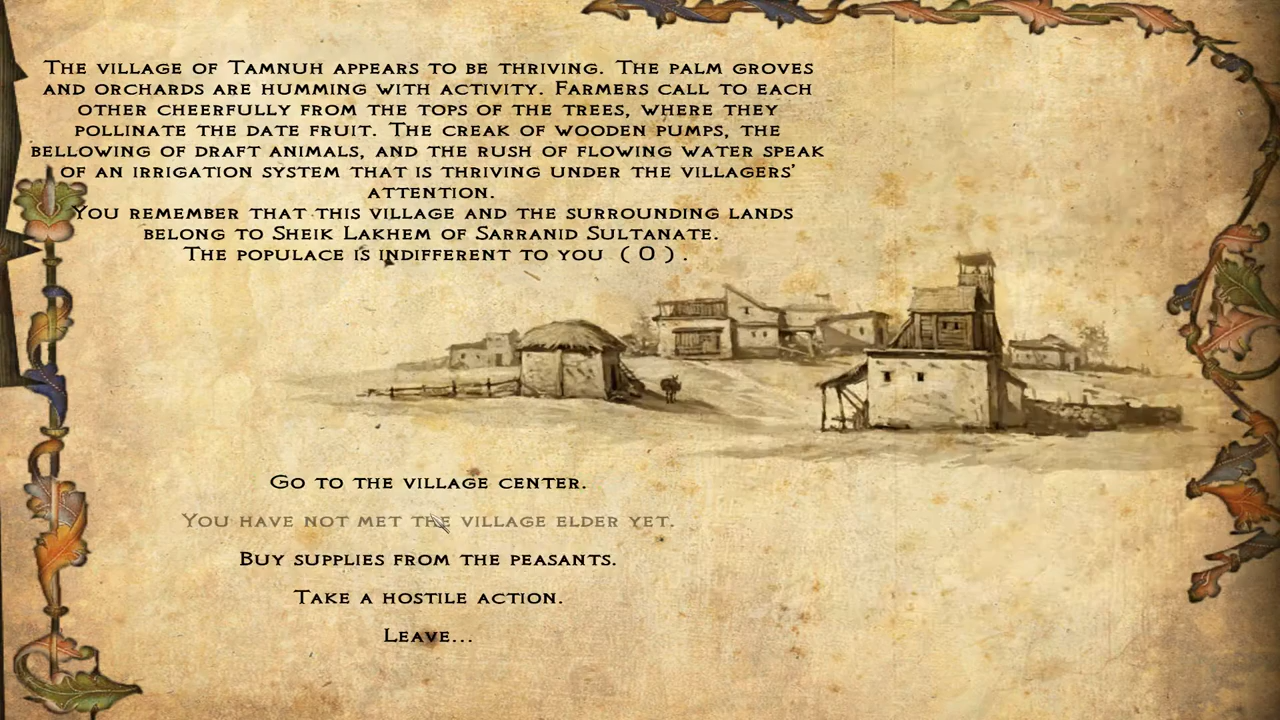 The village of Tamnuh appears to be thriving. The palm groves
and orchards are humming with activity. Farmers call to each
other cheerfully from the tops of the trees, where they
pollinate the date fruit. The creak of wooden pumps, the
bellowing of draft animals, and the rush of flowing water speak
of an irrigation system that is thriving under the villagers'
attention.
You remember that this village and the surrounding lands
belong to Sheik Lakhem of Sarranid Sultanate.
The populace is indifferent to you (0).
Go to the village center.
You have not met the village elder yet.
Buy supplies from the peasants.
Take a hostile action.
Leave...